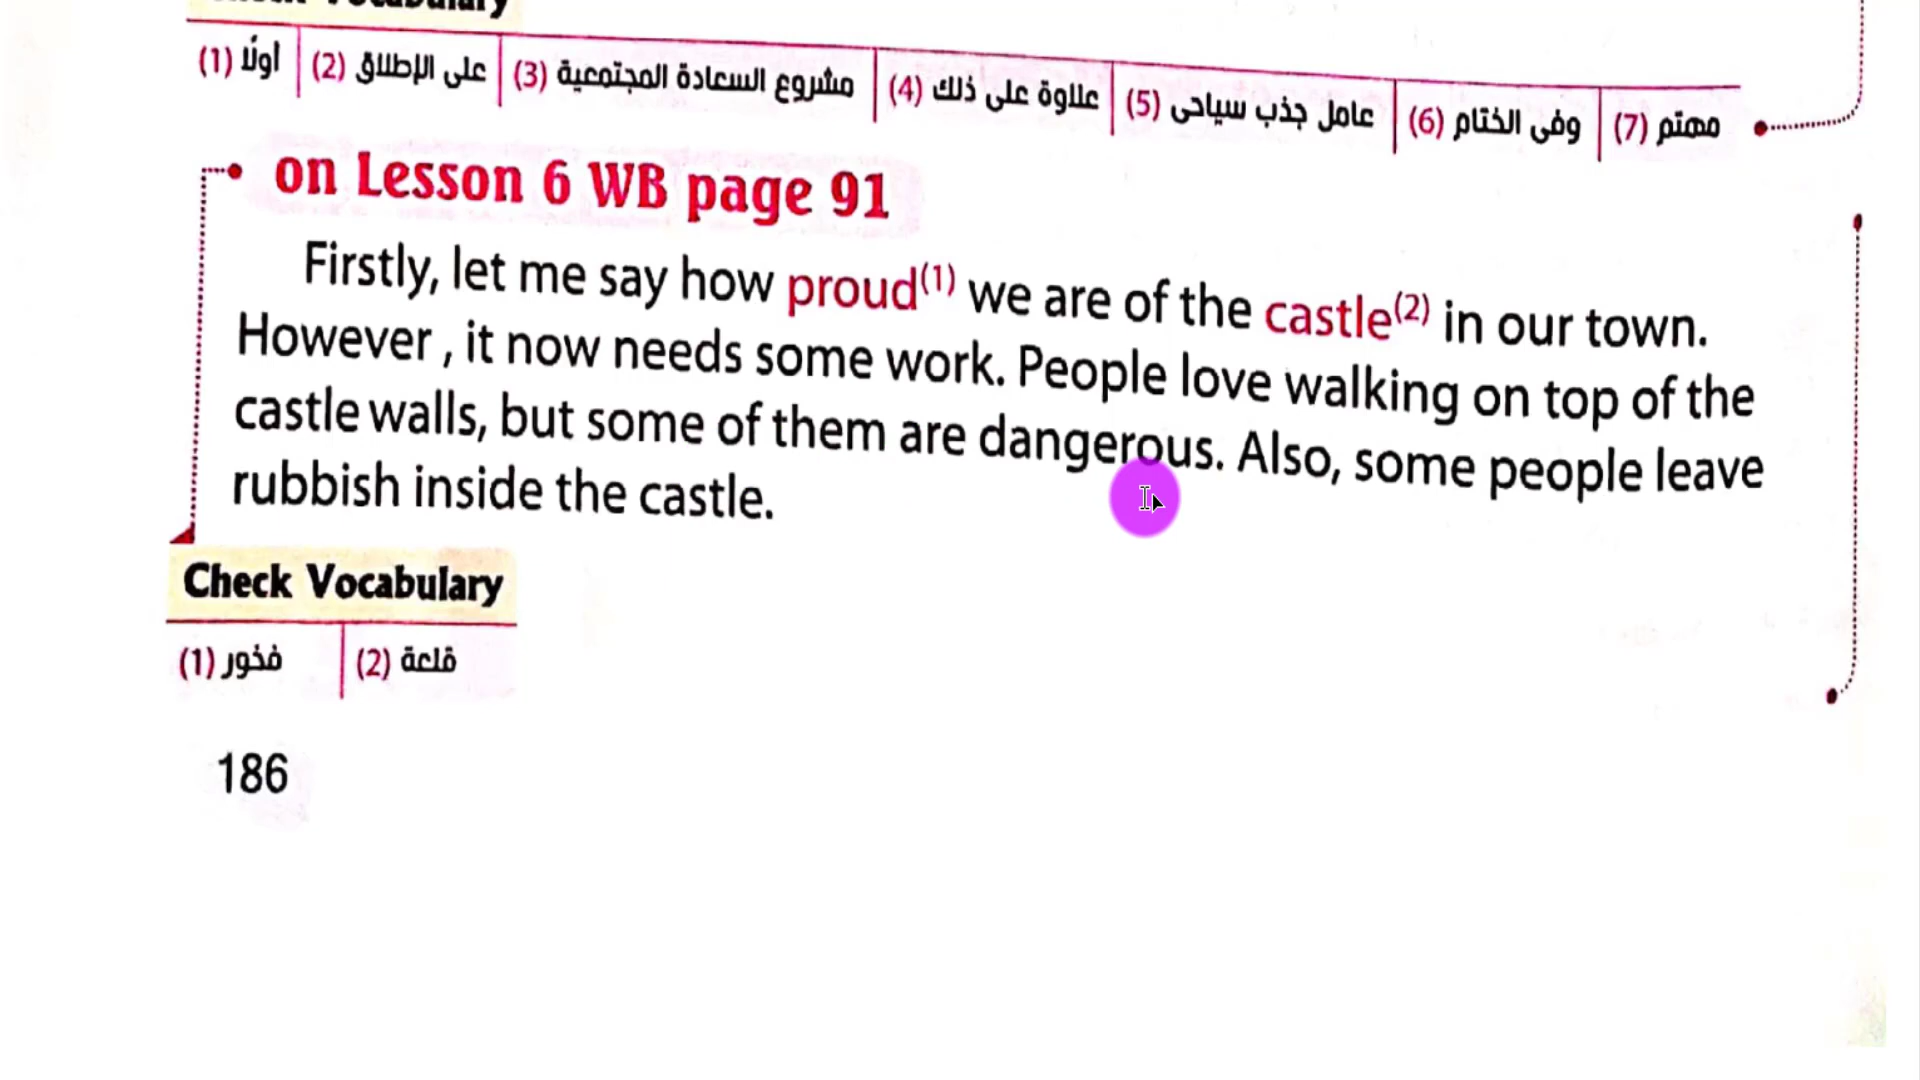 Vocabulary
(1) أولًا (2) على الإطلاق (3) مشروع السعادة المجتمعية (4) علاوة على ذلك (5) عامل جذب سياحى (6) وفى الختام (7) مهتم
on Lesson 6 WB page 91
Firstly, let me say how proud(1) we are of the castle(2) in our town.
However , it now needs some work. People love walking on top of the
castle walls, but some of them are dangerous. Also, some people leave
rubbish inside the castle.
Check Vocabulary
(1) فخور (2) قلعة
186